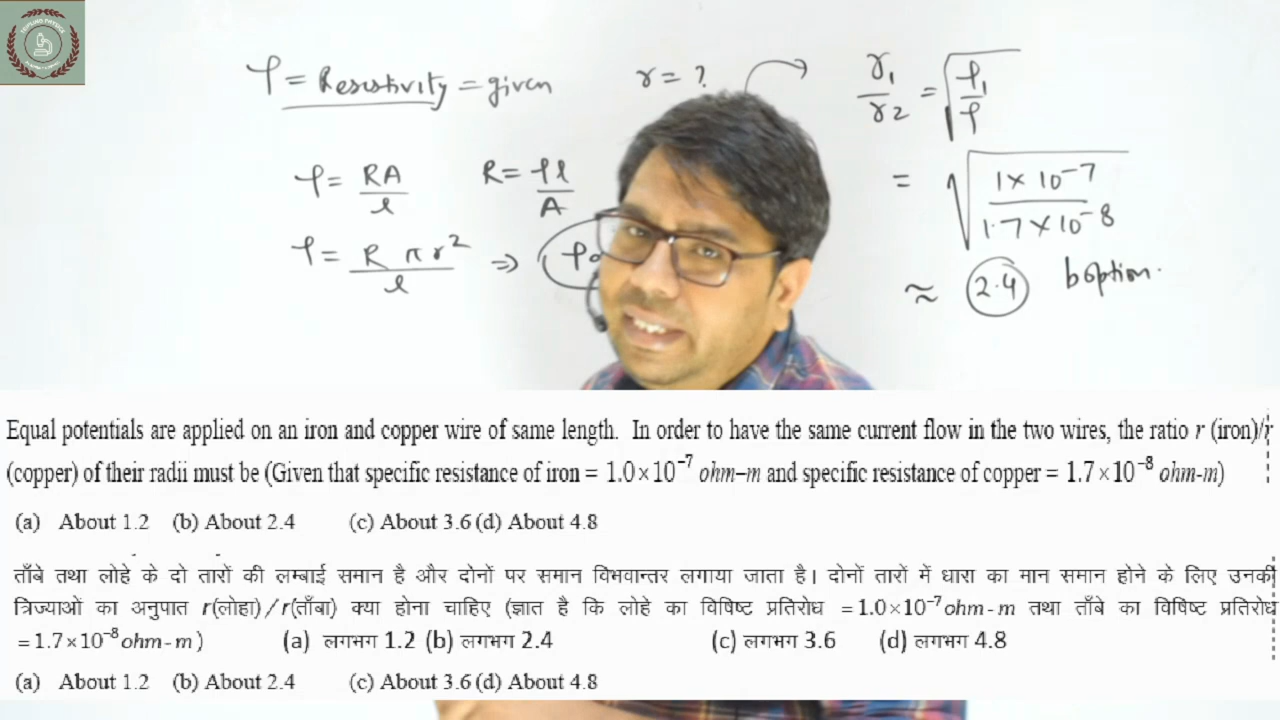 ρ = Resistivity = given
r = ?
r₁/r₂ = √(ρ₁/ρ
ρ = RA/l
R = ρl/A
= √(1 × 10⁻⁷ / 1.7 × 10⁻⁸)
ρ = R π r²/l ⇒ ρ
≈ 2.4 b option.
Equal potentials are applied on an iron and copper wire of same length. In order to have the same current flow in the two wires, the ratio r (iron)/r
(copper) of their radii must be (Given that specific resistance of iron = 1.0×10⁻⁷ ohm–m and specific resistance of copper = 1.7×10⁻⁸ ohm-m)
(a) About 1.2 (b) About 2.4 (c) About 3.6 (d) About 4.8
ताँबे तथा लोहे के दो तारों की लम्बाई समान है और दोनों पर समान विभवान्तर लगाया जाता है। दोनों तारों में धारा का मान समान होने के लिए उनकी
त्रिज्याओं का अनुपात r(लोहा) / r(ताँबा) क्या होना चाहिए (ज्ञात है कि लोहे का विषिष्ट प्रतिरोध =1.0×10⁻⁷ ohm-m तथा ताँबे का विषिष्ट प्रतिरोध
=1.7×10⁻⁸ ohm-m) (a) लगभग 1.2 (b) लगभग 2.4 (c) लगभग 3.6 (d) लगभग 4.8
(a) About 1.2 (b) About 2.4 (c) About 3.6 (d) About 4.8